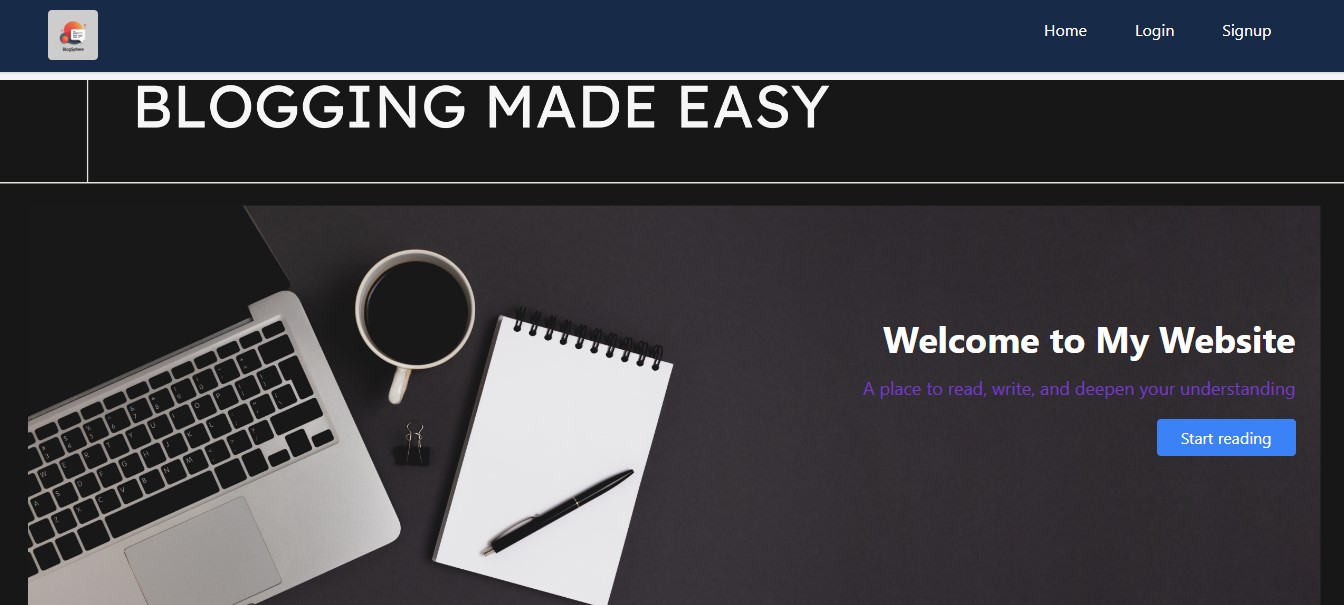 BlogSphere
Home
Login
Signup
BLOGGING MADE EASY
Welcome to My Website
A place to read, write, and deepen your understanding
Start reading